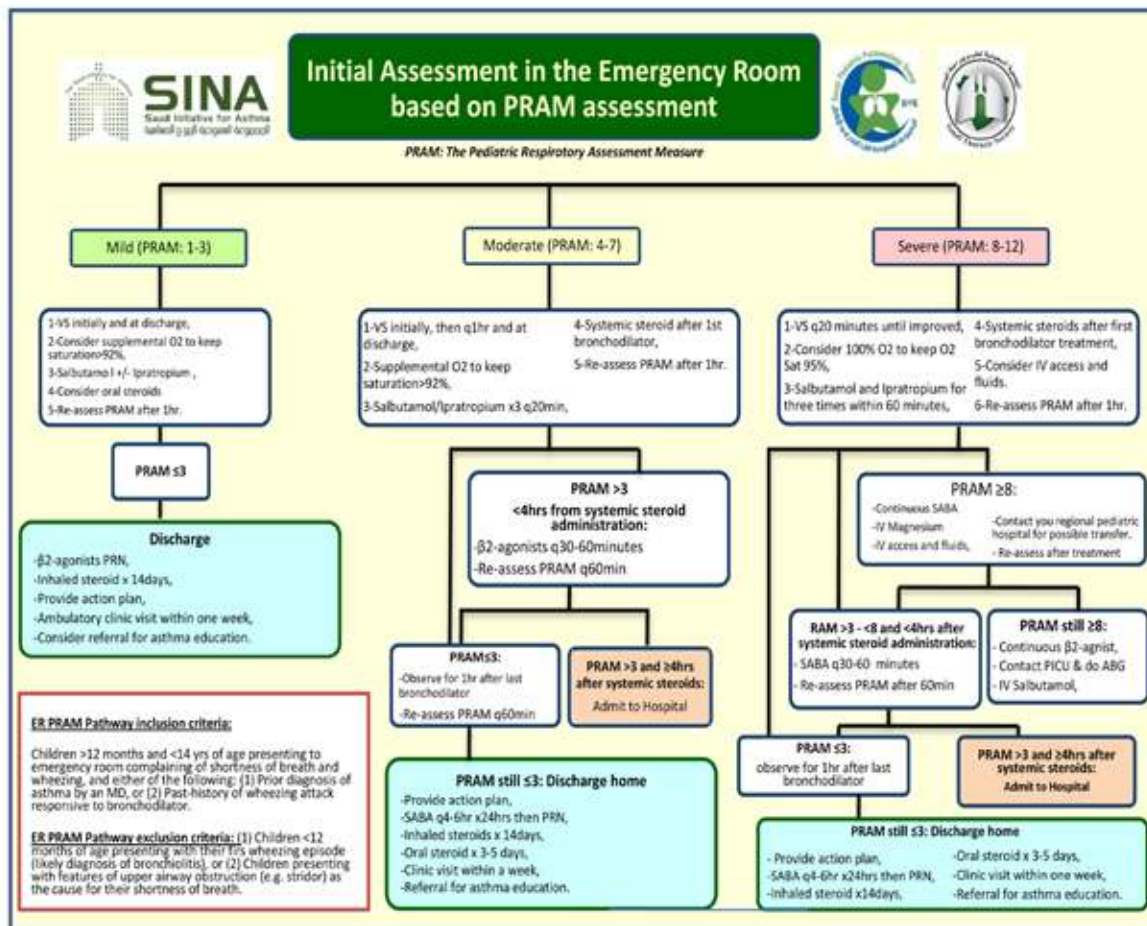 SINA
Saudi Initiative for Asthma
Initial Assessment in the Emergency Room
based on PRAM assessment
PRAM: The Pediatric Respiratory Assessment Measure
Mild (PRAM: 1-3)
1-VS initially and at discharge,
2-Consider supplemental O2 to keep
saturation>92%,
3-Salbutamo l +/- Ipratropium ,
4-Consider oral steroids
5-Re-assess PRAM after 1hr.
PRAM ≤3
Discharge
-β2-agonists PRN,
-Inhaled steroid x 14days,
-Provide action plan,
-Ambulatory clinic visit within one week,
-Consider referral for asthma education.
ER PRAM Pathway inclusion criteria:
Children >12 months and <14 yrs of age presenting to
emergency room complaining of shortness of breath and
wheezing, and either of the following: (1) Prior diagnosis of
asthma by an MD, or (2) Past-history of wheezing attack
responsive to bronchodilator.
ER PRAM Pathway exclusion criteria: (1) Children <12
months of age presenting with their firs wheezing episode
(likely diagnosis of bronchiolitis), or (2) Children presenting
with features of upper airway obstruction (e.g. stridor) as
the cause for their shortness of breath.
Moderate (PRAM: 4-7)
1-VS initially, then q1hr and at
discharge,
2-Supplemental O2 to keep
saturation>92%,
3-Salbutamol/Ipratropium x3 q20min,
4-Systemic steroid after 1st
bronchodilator,
5-Re-assess PRAM after 1hr.
PRAM >3
<4hrs from systemic steroid
administration:
-β2-agonists q30-60minutes
-Re-assess PRAM q60min
PRAM≤3:
-Observe for 1hr after last
bronchodilator
-Re-assess PRAM q60min
PRAM >3 and ≥4hrs
after systemic steroids:
Admit to Hospital
PRAM still ≤3: Discharge home
-Provide action plan,
-SABA q4-6hr x24hrs then PRN,
-Inhaled steroids x 14days,
-Oral steroid x 3-5 days,
-Clinic visit within a week,
-Referral for asthma education.
Severe (PRAM: 8-12)
1-VS q20 minutes until improved,
2-Consider 100% O2 to keep O2
Sat 95%,
3-Salbutamol and Ipratropium for
three times within 60 minutes,
4-Systemic steroids after first
bronchodilator treatment,
5-Consider IV access and
fluids.
6-Re-assess PRAM after 1hr.
PRAM ≥8:
-Continuous SABA
-IV Magnesium
-IV access and fluids,
-Contact you regional pediatric
hospital for possible transfer.
- Re-assess after treatment
RAM >3 - <8 and <4hrs after
systemic steroid administration:
- SABA q30-60 minutes
- Re-assess PRAM after 60min
PRAM still ≥8:
- Continuous β2-agnist,
- Contact PICU & do ABG
- IV Salbutamol,
PRAM ≤3:
observe for 1hr after last
bronchodilator
PRAM >3 and ≥4hrs after
systemic steroids:
Admit to Hospital
PRAM still ≤3: Discharge home
- Provide action plan,
-SABA q4-6hr x24hrs then PRN,
-Inhaled steroid x14days,
-Oral steroid x 3-5 days,
-Clinic visit within one week,
-Referral for asthma education.